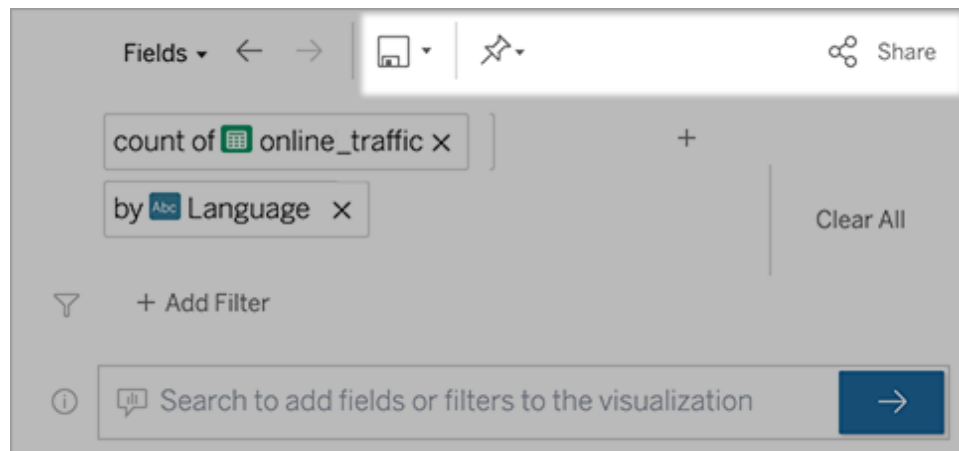 Fields
Share
count of online_traffic ×
+
by Abc Language ×
Clear All
+ Add Filter
Search to add fields or filters to the visualization